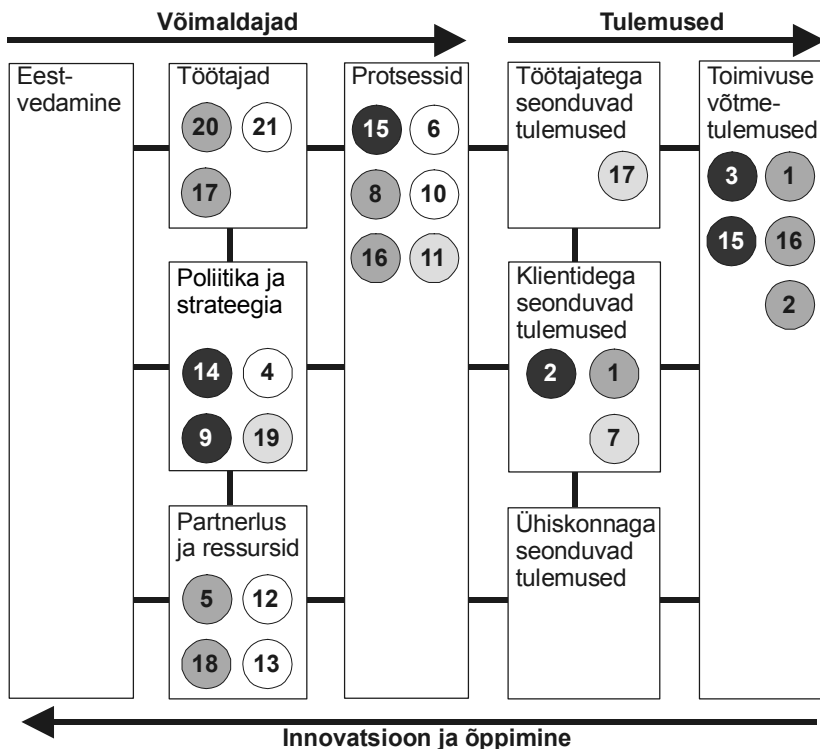 Võimaldajad
Tulemused
Eest-
vedamine
Töötajad
20 21
17
Poliitika ja
strateegia
14 4
9 19
Partnerlus
ja ressursid
5 12
18 13
Protsessid
15 6
8 10
16 11
Töötajatega
seonduvad
tulemused
17
Klientidega
seonduvad
tulemused
2 1
7
Ühiskonnaga
seonduvad
tulemused
Toimivuse
võtme-
tulemused
3 1
15 16
2
Innovatsioon ja õppimine